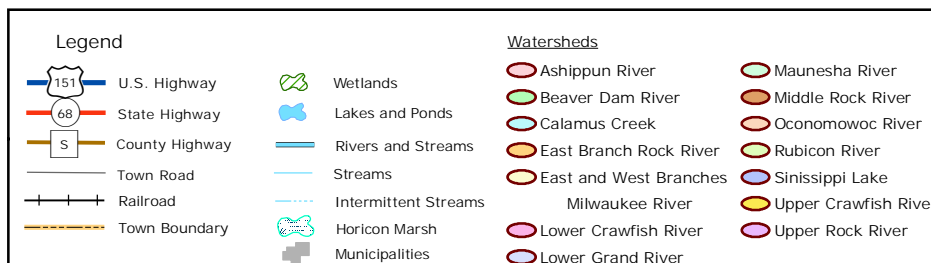 Legend
151 U.S. Highway
68 State Highway
S County Highway
Town Road
Railroad
Town Boundary
Wetlands
Lakes and Ponds
Rivers and Streams
Streams
Intermittent Streams
Horicon Marsh
Municipalities
Watersheds
Ashippun River
Beaver Dam River
Calamus Creek
East Branch Rock River
East and West Branches
Milwaukee River
Lower Crawfish River
Lower Grand River
Maunesha River
Middle Rock River
Oconomowoc River
Rubicon River
Sinissippi Lake
Upper Crawfish Rive
Upper Rock River